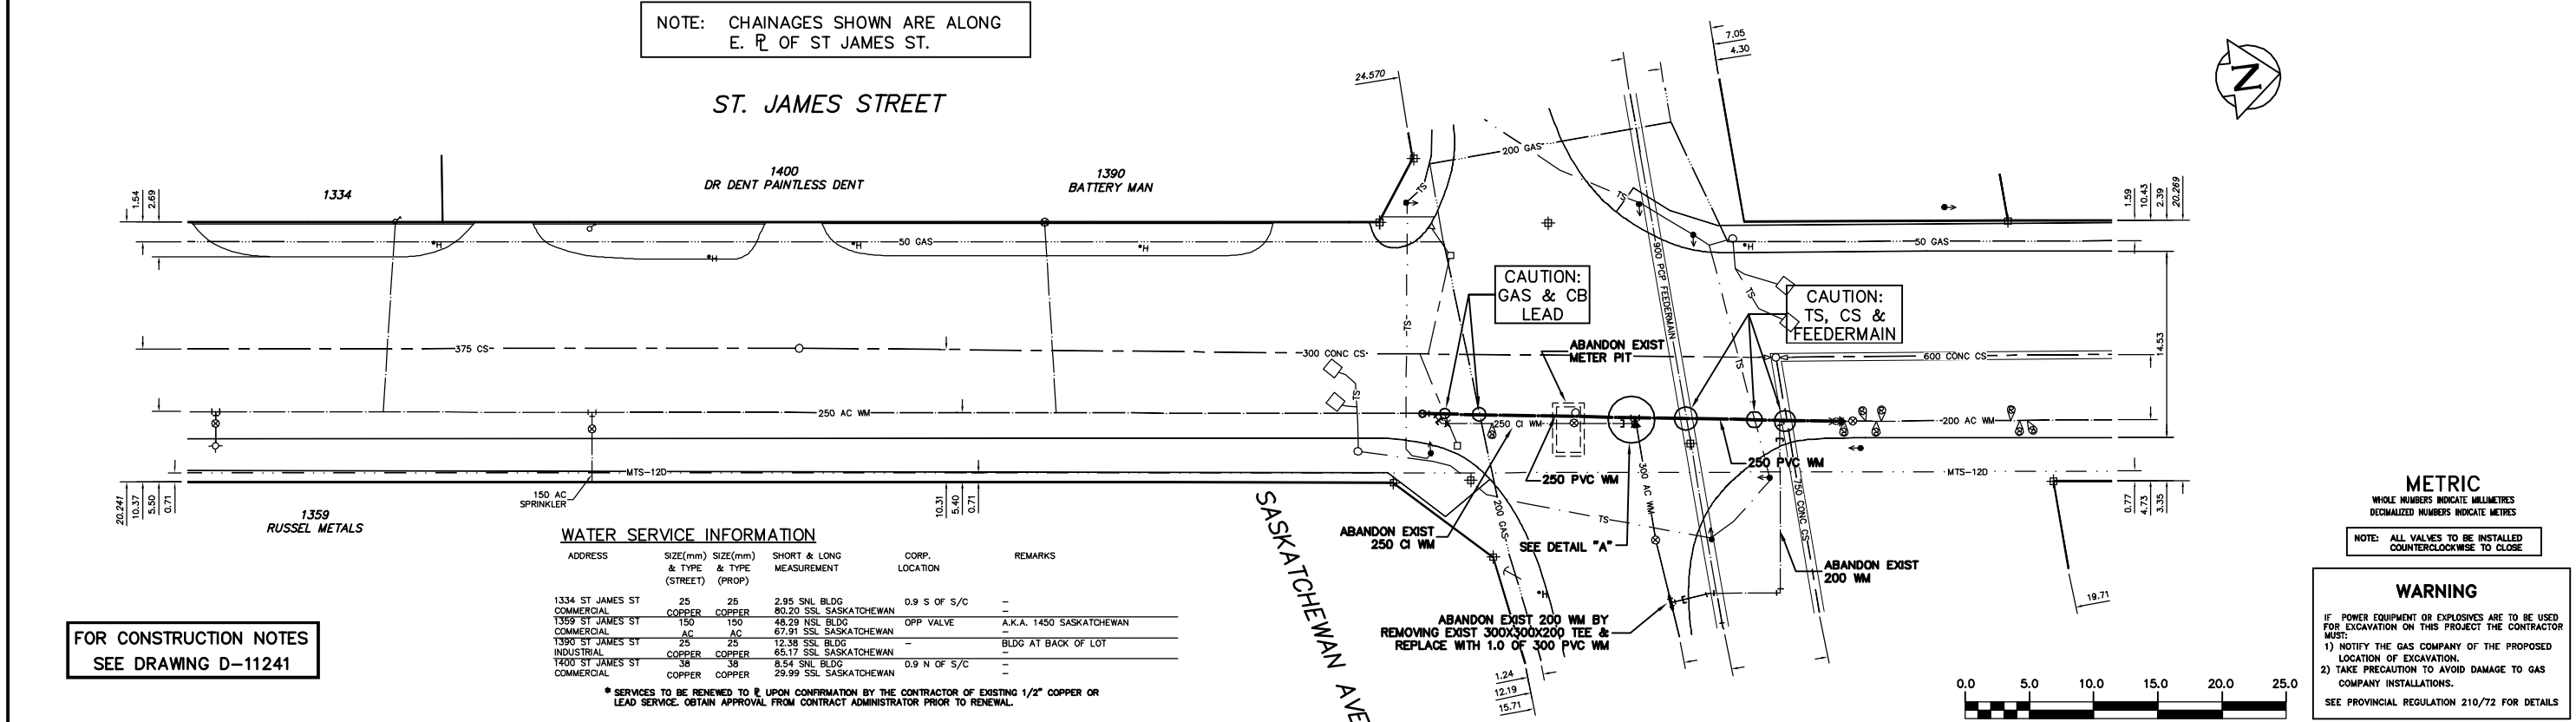 NOTE: CHAINAGES SHOWN ARE ALONG
E. PL OF ST JAMES ST.
ST. JAMES STREET
24.570
7.05
4.30
N
1334
1400
DR DENT PAINTLESS DENT
1390
BATTERY MAN
1.54
2.69
1.59
10.43
2.39
20.269
200 GAS
TS
TS
H
50 GAS
H
H
H
H
50 GAS
900 PCP FEEDERMAIN
CAUTION:
GAS & CB
LEAD
CAUTION:
TS, CS &
FEEDERMAIN
TS
TS
TS
14.53
375 CS
300 CONC CS
ABANDON EXIST
METER PIT
600 CONC CS
TS
250 AC WM
250 CI WM
200 AC WM
MTS-12D
250 PVC WM
250 PVC WM
300 AC WM
MTS-12D
20.241
10.37
5.50
0.71
150 AC
SPRINKLER
10.31
5.40
0.71
0.77
4.73
3.35
1359
RUSSEL METALS
200 GAS
TS
750 CONC CS
ABANDON EXIST
250 CI WM
SEE DETAIL "A"
ABANDON EXIST
200 WM
SASKATCHEWAN AVE
H
19.71
ABANDON EXIST 200 WM BY
REMOVING EXIST 300X300X200 TEE &
REPLACE WITH 1.0 OF 300 PVC WM
1.24
12.19
15.71
WATER SERVICE INFORMATION
ADDRESS SIZE(mm) SIZE(mm) SHORT & LONG CORP. REMARKS
& TYPE & TYPE MEASUREMENT LOCATION
(STREET) (PROP)
1334 ST JAMES ST 25 25 2.95 SNL BLDG 0.9 S OF S/C –
COMMERCIAL COPPER COPPER 80.20 SSL SASKATCHEWAN –
1359 ST JAMES ST 150 150 48.29 NSL BLDG OPP VALVE A.K.A. 1450 SASKATCHEWAN
COMMERCIAL AC AC 67.91 SSL SASKATCHEWAN
1390 ST JAMES ST 25 25 12.38 SSL BLDG – BLDG AT BACK OF LOT
INDUSTRIAL COPPER COPPER 65.17 SSL SASKATCHEWAN
1400 ST JAMES ST 38 38 8.54 SNL BLDG 0.9 N OF S/C –
COMMERCIAL COPPER COPPER 29.99 SSL SASKATCHEWAN –
* SERVICES TO BE RENEWED TO PL UPON CONFIRMATION BY THE CONTRACTOR OF EXISTING 1/2" COPPER OR
LEAD SERVICE. OBTAIN APPROVAL FROM CONTRACT ADMINISTRATOR PRIOR TO RENEWAL.
FOR CONSTRUCTION NOTES
SEE DRAWING D-11241
METRIC
WHOLE NUMBERS INDICATE MILLIMETRES
DECIMALIZED NUMBERS INDICATE METRES
NOTE: ALL VALVES TO BE INSTALLED
COUNTERCLOCKWISE TO CLOSE
WARNING
IF POWER EQUIPMENT OR EXPLOSIVES ARE TO BE USED
FOR EXCAVATION ON THIS PROJECT THE CONTRACTOR
MUST:
1) NOTIFY THE GAS COMPANY OF THE PROPOSED
LOCATION OF EXCAVATION.
2) TAKE PRECAUTION TO AVOID DAMAGE TO GAS
COMPANY INSTALLATIONS.
SEE PROVINCIAL REGULATION 210/72 FOR DETAILS
0.0 5.0 10.0 15.0 20.0 25.0